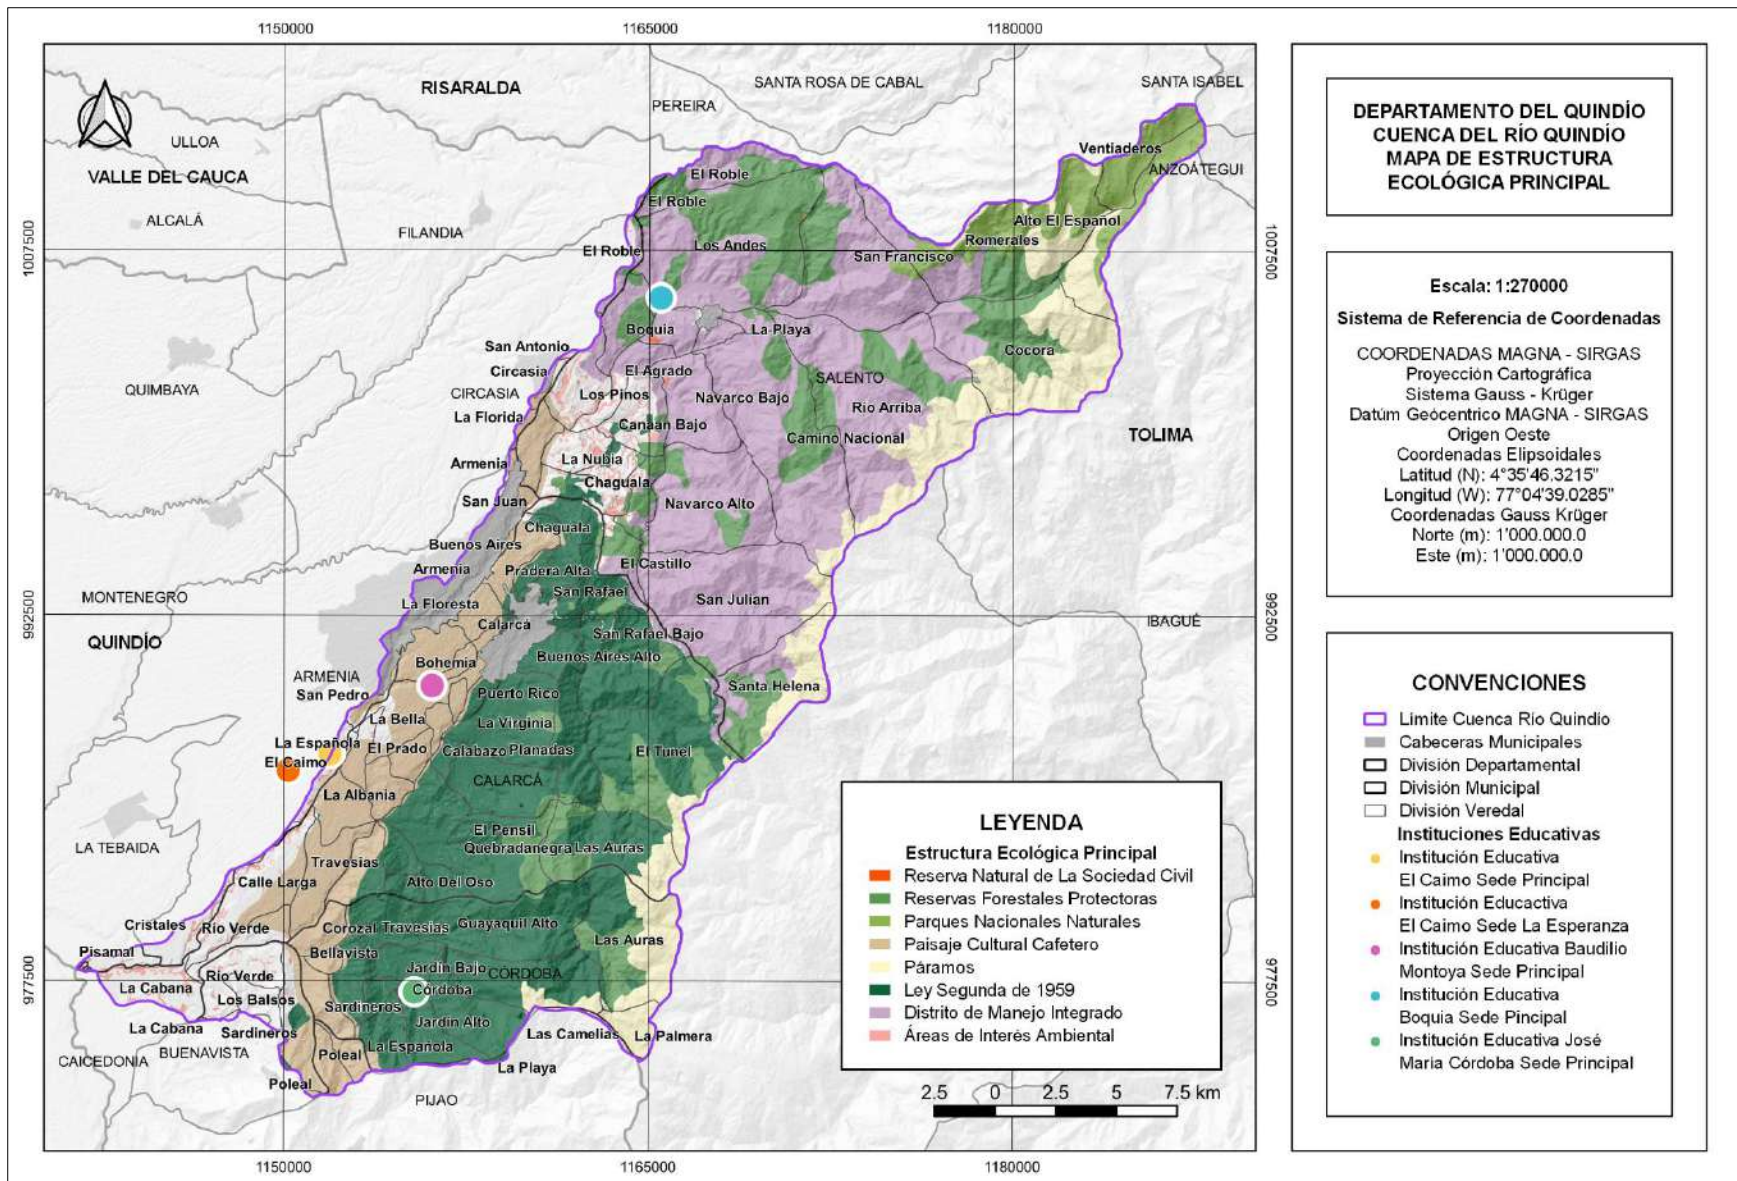 1150000
1165000
1180000
1007500
992500
977500
1007500
992500
977500
1150000
1165000
1180000
RISARALDA
SANTA ROSA DE CABAL
SANTA ISABEL
PEREIRA
ULLOA
VALLE DEL CAUCA
ALCALÁ
FILANDIA
Ventiaderos
ANZOÁTEGUI
El Roble
El Roble
El Roble
Los Andes
Alto El Español
Romerales
San Francisco
Boquia
La Playa
San Antonio
Cocora
Circasia
El Agrado
SALENTO
QUIMBAYA
CIRCASIA
Los Pinos
Navarco Bajo
Río Arriba
La Florida
Canaan Bajo
Camino Nacional
TOLIMA
Armenia
La Nubia
Chaguala
San Juan
Navarco Alto
Chaguala
Buenos Aires
Armenia
Pradera Alta
El Castillo
MONTENEGRO
La Floresta
San Rafael
San Julian
Calarcá
IBAGUÉ
QUINDÍO
San Rafael Bajo
Bohemia
Buenos Aires Alto
ARMENIA
San Pedro
Puerto Rico
Santa Helena
La Bella
La Virginia
La Española
El Prado
Calabazo
Planadas
El Tunel
El Caimo
CALARCÁ
La Albania
El Pensil
LA TEBAIDA
Quebradanegra
Las Auras
Travesias
Calle Larga
Alto Del Oso
Cristales
Río Verde
Corozal
Travesias
Guayaquil Alto
Pisamal
Bellavista
Las Auras
Río Verde
Jardín Bajo
CÓRDOBA
La Cabana
Los Balsos
Córdoba
Sardineros
La Cabana
Sardineros
Jardín Alto
Las Camelias
La Palmera
CAICEDONIA
BUENAVISTA
Poleal
La Española
La Playa
Poleal
PIJAO
LEYENDA
Estructura Ecológica Principal
Reserva Natural de La Sociedad Civil
Reservas Forestales Protectoras
Parques Nacionales Naturales
Paisaje Cultural Cafetero
Páramos
Ley Segunda de 1959
Distrito de Manejo Integrado
Áreas de Interés Ambiental
2.5 0 2.5 5 7.5 km
DEPARTAMENTO DEL QUINDÍO
CUENCA DEL RÍO QUINDÍO
MAPA DE ESTRUCTURA
ECOLÓGICA PRINCIPAL
Escala: 1:270000
Sistema de Referencia de Coordenadas
COORDENADAS MAGNA - SIRGAS
Proyección Cartográfica
Sistema Gauss - Krüger
Datúm Geócentrico MAGNA - SIRGAS
Origen Oeste
Coordenadas Elipsoidales
Latitud (N): 4°35'46.3215"
Longitud (W): 77°04'39.0285"
Coordenadas Gauss Krüger
Norte (m): 1'000.000.0
Este (m): 1'000.000.0
CONVENCIONES
Límite Cuenca Río Quindío
Cabeceras Municipales
División Departamental
División Municipal
División Veredal
Instituciones Educativas
Institución Educativa
El Caimo Sede Principal
Institución Eduactiva
El Caimo Sede La Esperanza
Institución Educativa Baudilio
Montoya Sede Principal
Institución Educativa
Boquia Sede Pincipal
Institución Educativa José
María Córdoba Sede Principal